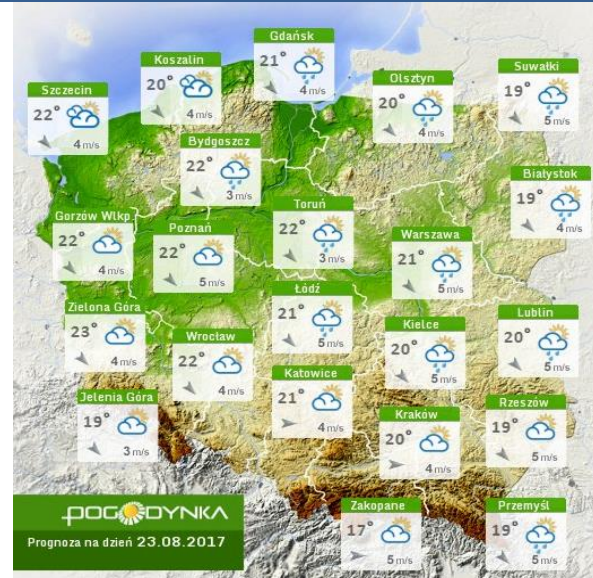 Gdańsk
21°
4 m/s
Koszalin
20°
4 m/s
Suwałki
19°
5 m/s
Olsztyn
20°
4 m/s
Szczecin
22°
4 m/s
Bydgoszcz
22°
3 m/s
Białystok
19°
4 m/s
Toruń
22°
3 m/s
Gorzów Wlkp.
22°
4 m/s
Poznań
22°
5 m/s
Warszawa
21°
5 m/s
Łódź
21°
5 m/s
Zielona Góra
23°
4 m/s
Lublin
20°
5 m/s
Kielce
20°
5 m/s
Wrocław
22°
4 m/s
Katowice
21°
4 m/s
Jelenia Góra
19°
3 m/s
Rzeszów
19°
5 m/s
Kraków
20°
4 m/s
Zakopane
17°
5 m/s
Przemyśl
19°
5 m/s
POGODYNKA
Prognoza na dzień 23.08.2017